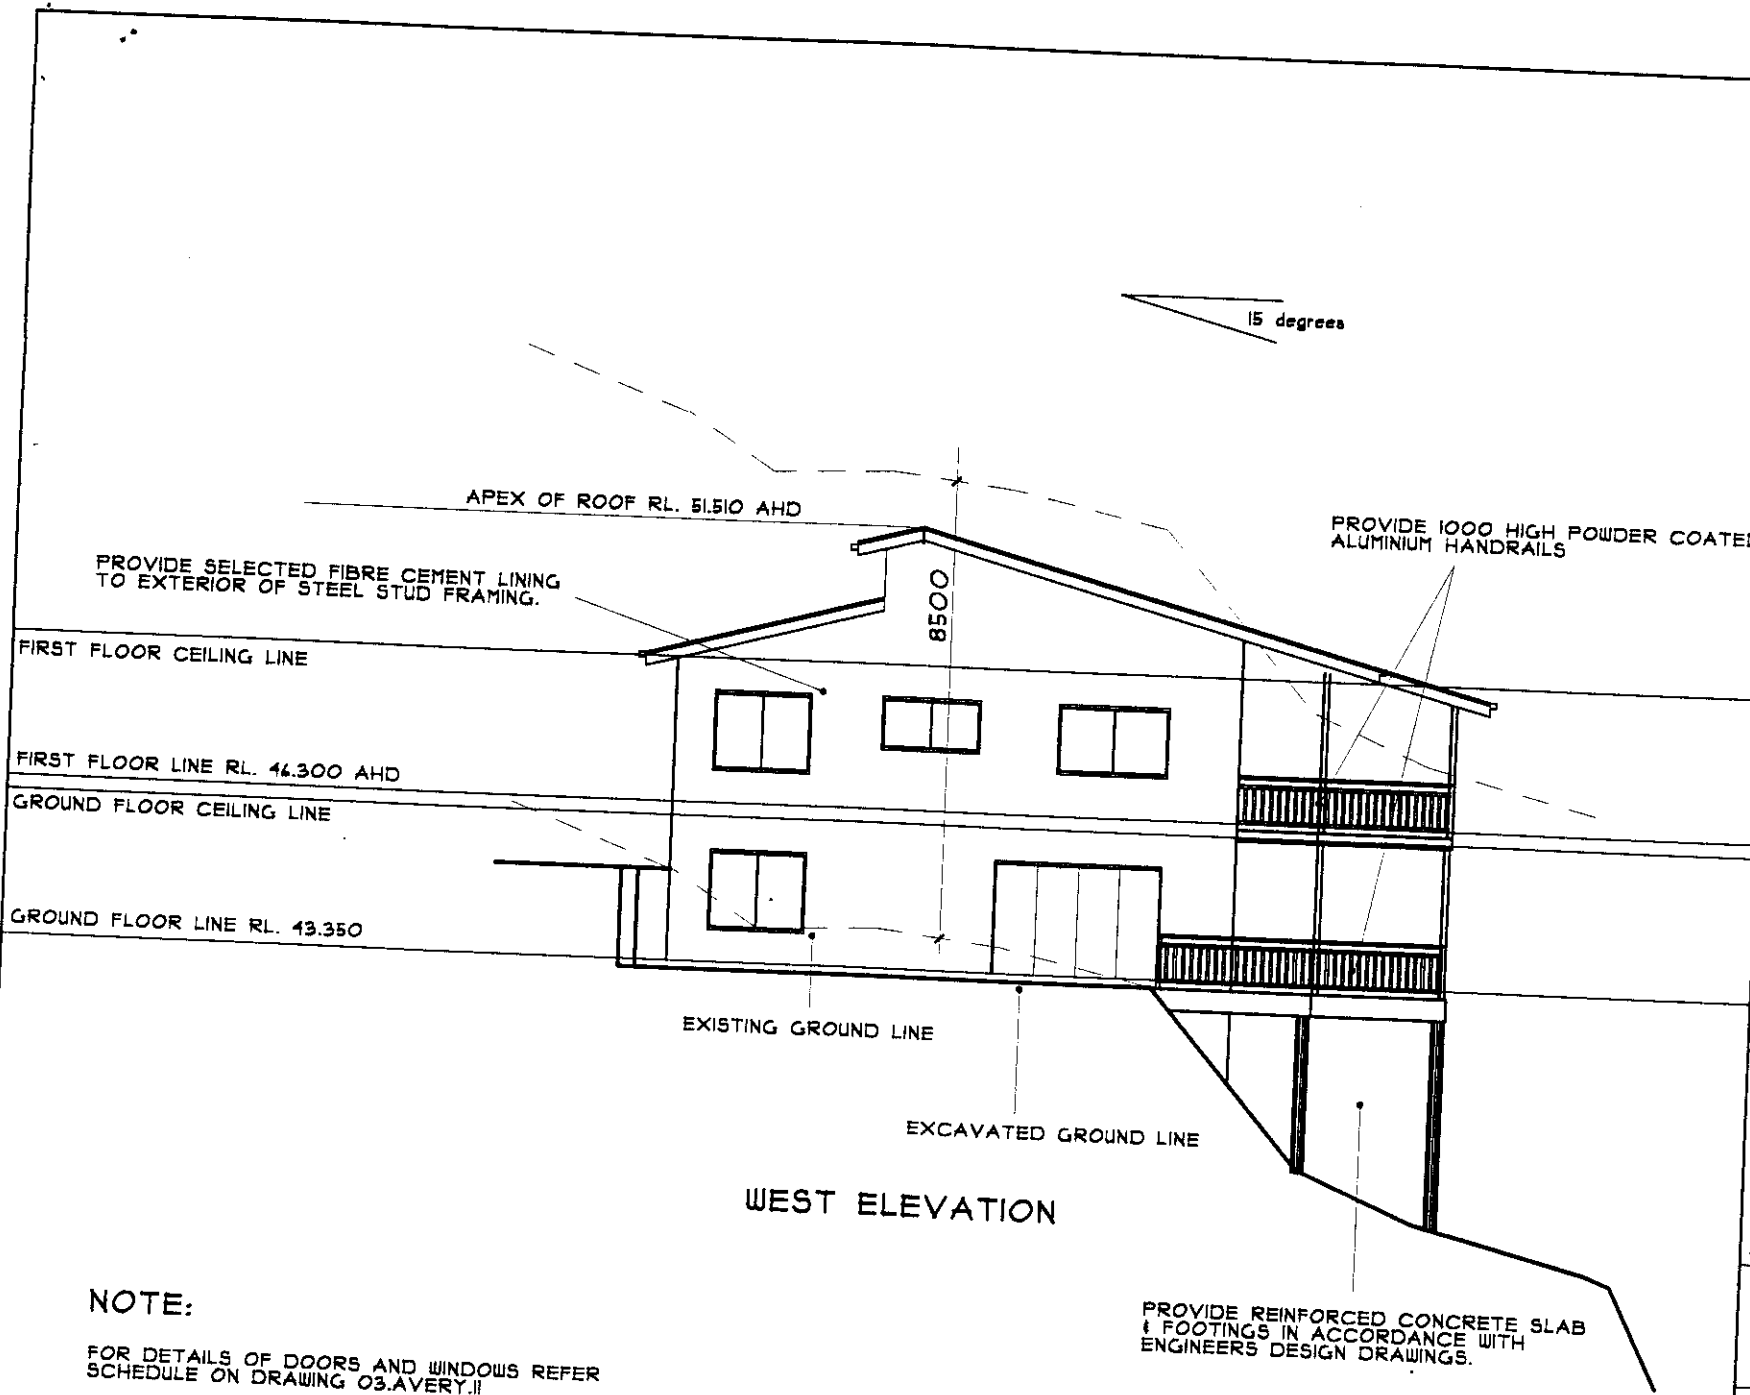 15 degrees
APEX OF ROOF RL. 51.510 AHD
PROVIDE 1000 HIGH POWDER COATED
ALUMINIUM HANDRAILS
PROVIDE SELECTED FIBRE CEMENT LINING
TO EXTERIOR OF STEEL STUD FRAMING.
8500
FIRST FLOOR CEILING LINE
FIRST FLOOR LINE RL. 46.300 AHD
GROUND FLOOR CEILING LINE
GROUND FLOOR LINE RL. 43.350
EXISTING GROUND LINE
EXCAVATED GROUND LINE
WEST ELEVATION
NOTE:
FOR DETAILS OF DOORS AND WINDOWS REFER
SCHEDULE ON DRAWING 03.AVERY.11
PROVIDE REINFORCED CONCRETE SLAB
& FOOTINGS IN ACCORDANCE WITH
ENGINEERS DESIGN DRAWINGS.